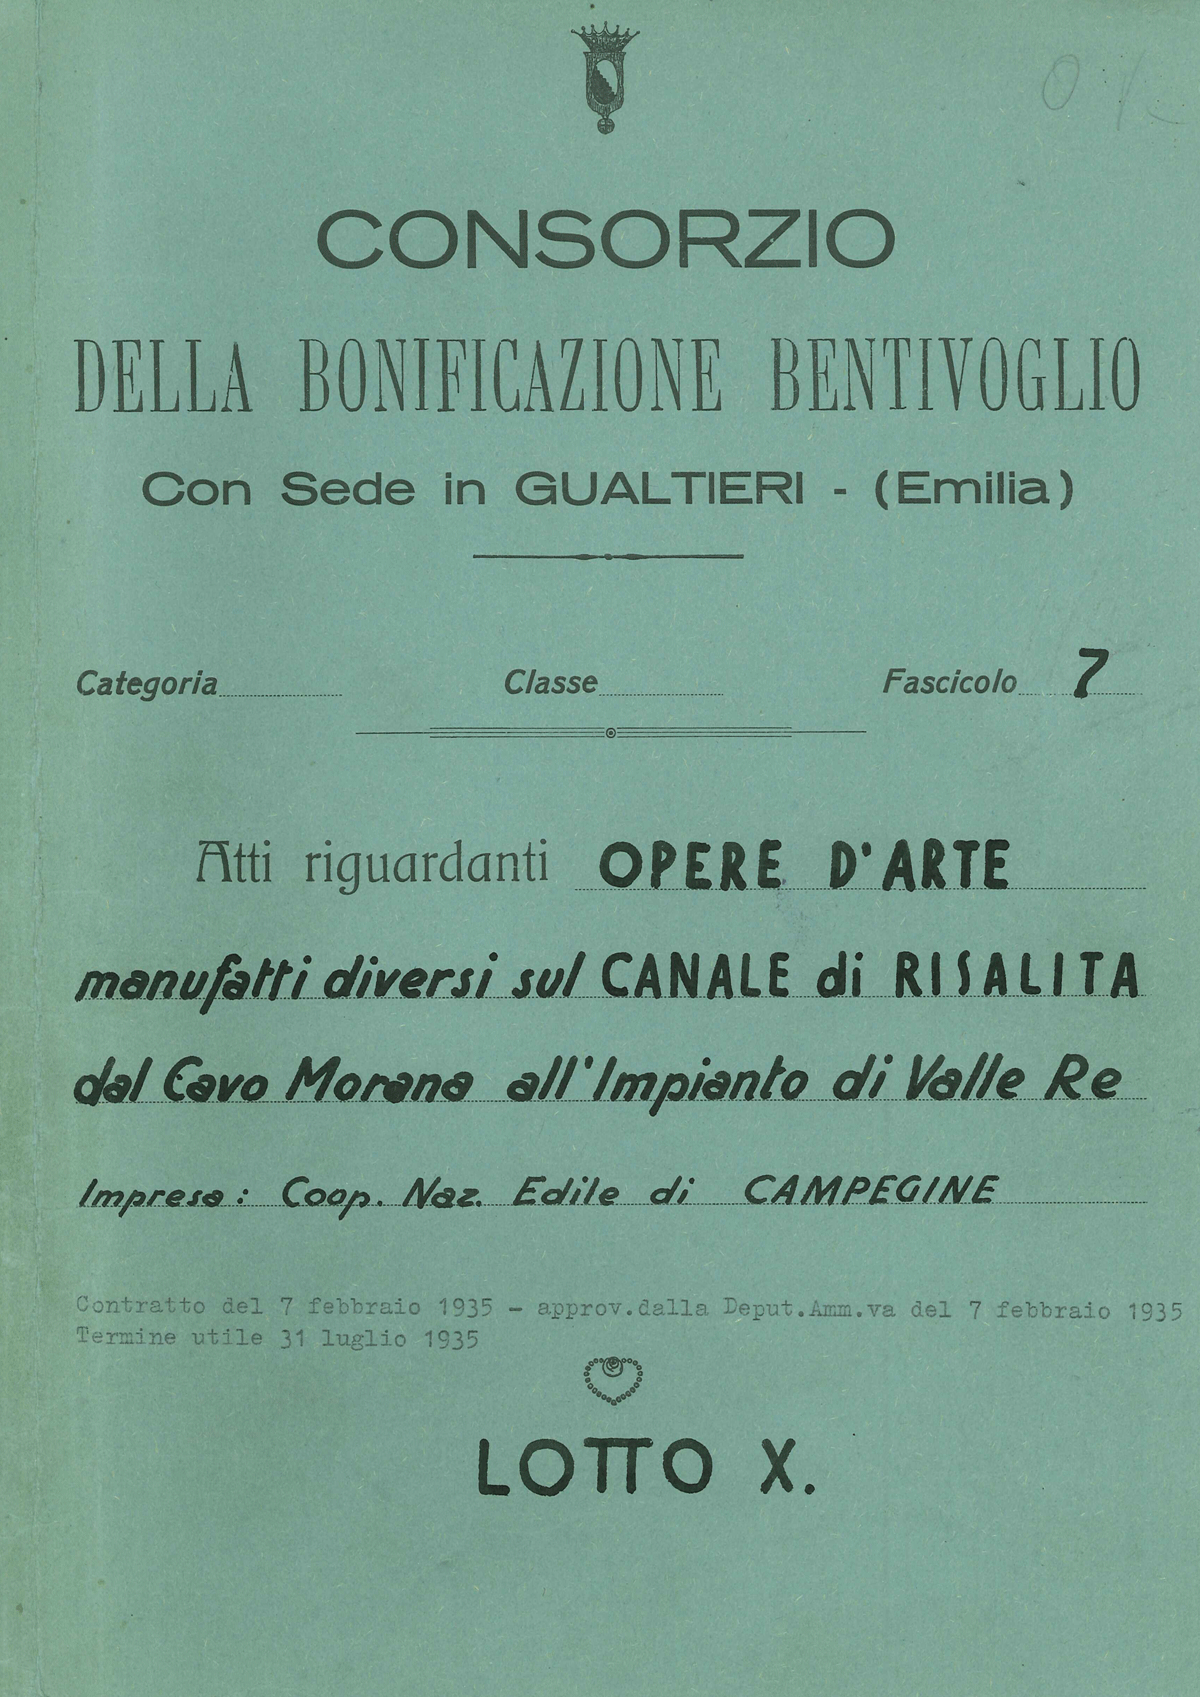 CONSORZIO
DELLA BONIFICAZIONE BENTIVOGLIO
Con Sede in GUALTIERI - (Emilia)
Categoria Classe Fascicolo 7
Atti riguardanti OPERE D'ARTE
manufatti diversi sul CANALE di RISALITA
dal Cavo Morana all'Impianto di Valle Re
Impresa: Coop. Naz. Edile di CAMPEGINE
Contratto del 7 febbraio 1935 - approv.dalla Deput.Amm.va del 7 febbraio 1935
Termine utile 31 luglio 1935
LOTTO X.